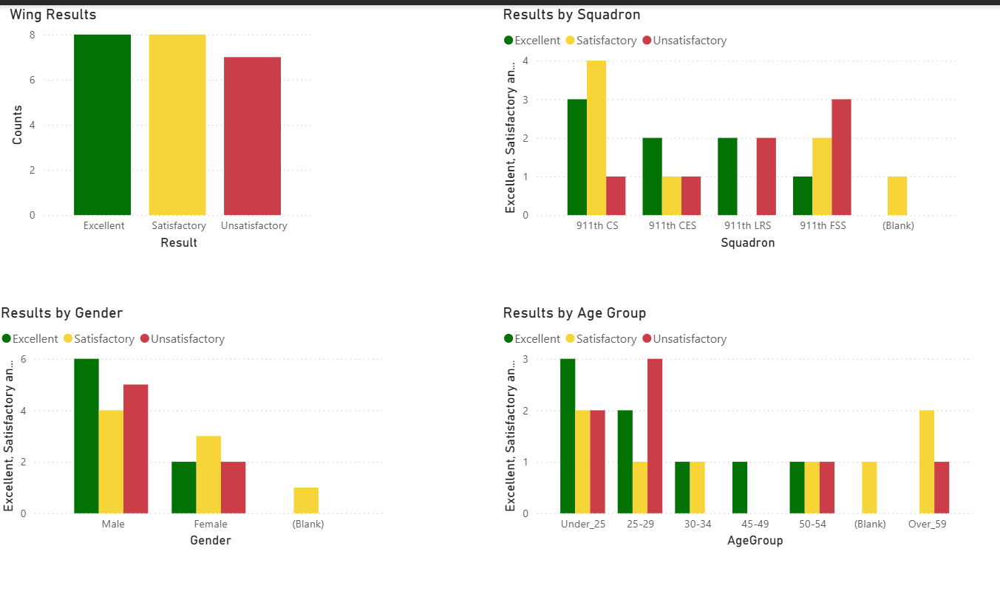 Wing Results
8
6
4
2
0
Counts
Excellent Satisfactory Unsatisfactory
Result
Results by Squadron
Excellent Satisfactory Unsatisfactory
Excellent, Satisfactory an...
4
3
2
1
0
911th CS 911th CES 911th LRS 911th FSS (Blank)
Squadron
Results by Gender
Excellent Satisfactory Unsatisfactory
Excellent, Satisfactory an...
6
4
2
0
Male Female (Blank)
Gender
Results by Age Group
Excellent Satisfactory Unsatisfactory
Excellent, Satisfactory an...
3
2
1
0
Under_25 25-29 30-34 45-49 50-54 (Blank) Over_59
AgeGroup